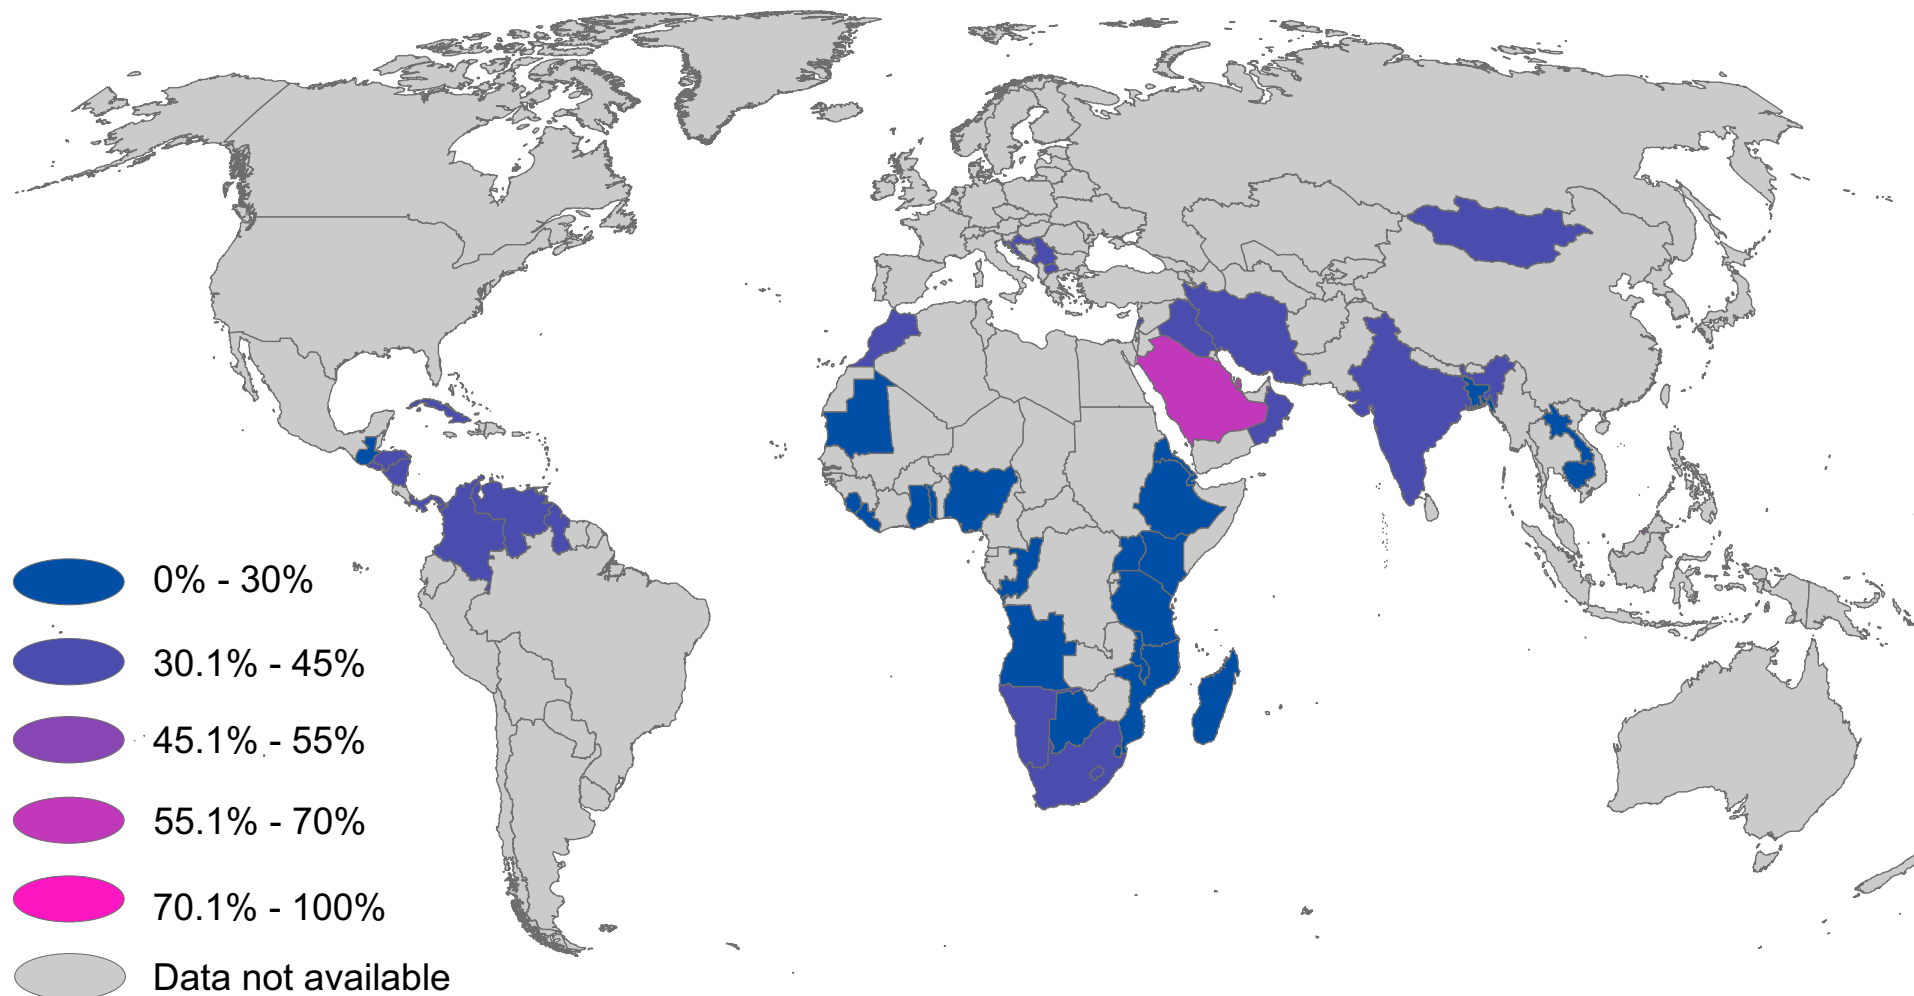 0% - 30%
30.1% - 45%
45.1% - 55%
55.1% - 70%
70.1% - 100%
Data not available